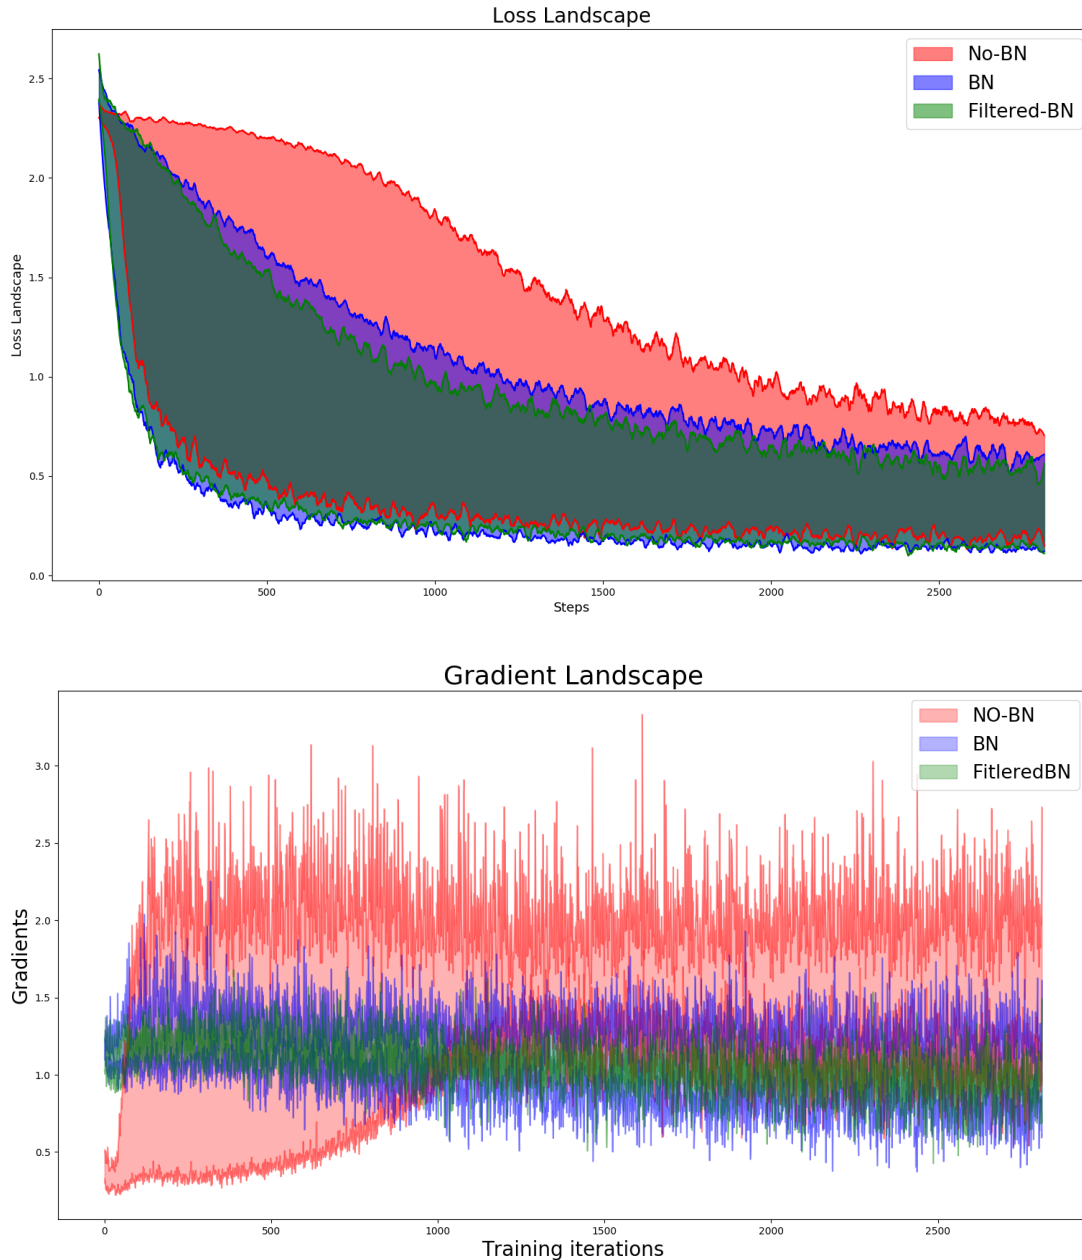 Loss Landscape
No-BN
BN
Filtered-BN
Loss Landscape
2.5
2.0
1.5
1.0
0.5
0.0
0
500
1000
1500
2000
2500
Steps
Gradient Landscape
NO-BN
BN
FitleredBN
Gradients
3.0
2.5
2.0
1.5
1.0
0.5
0
500
1000
1500
2000
2500
Training iterations